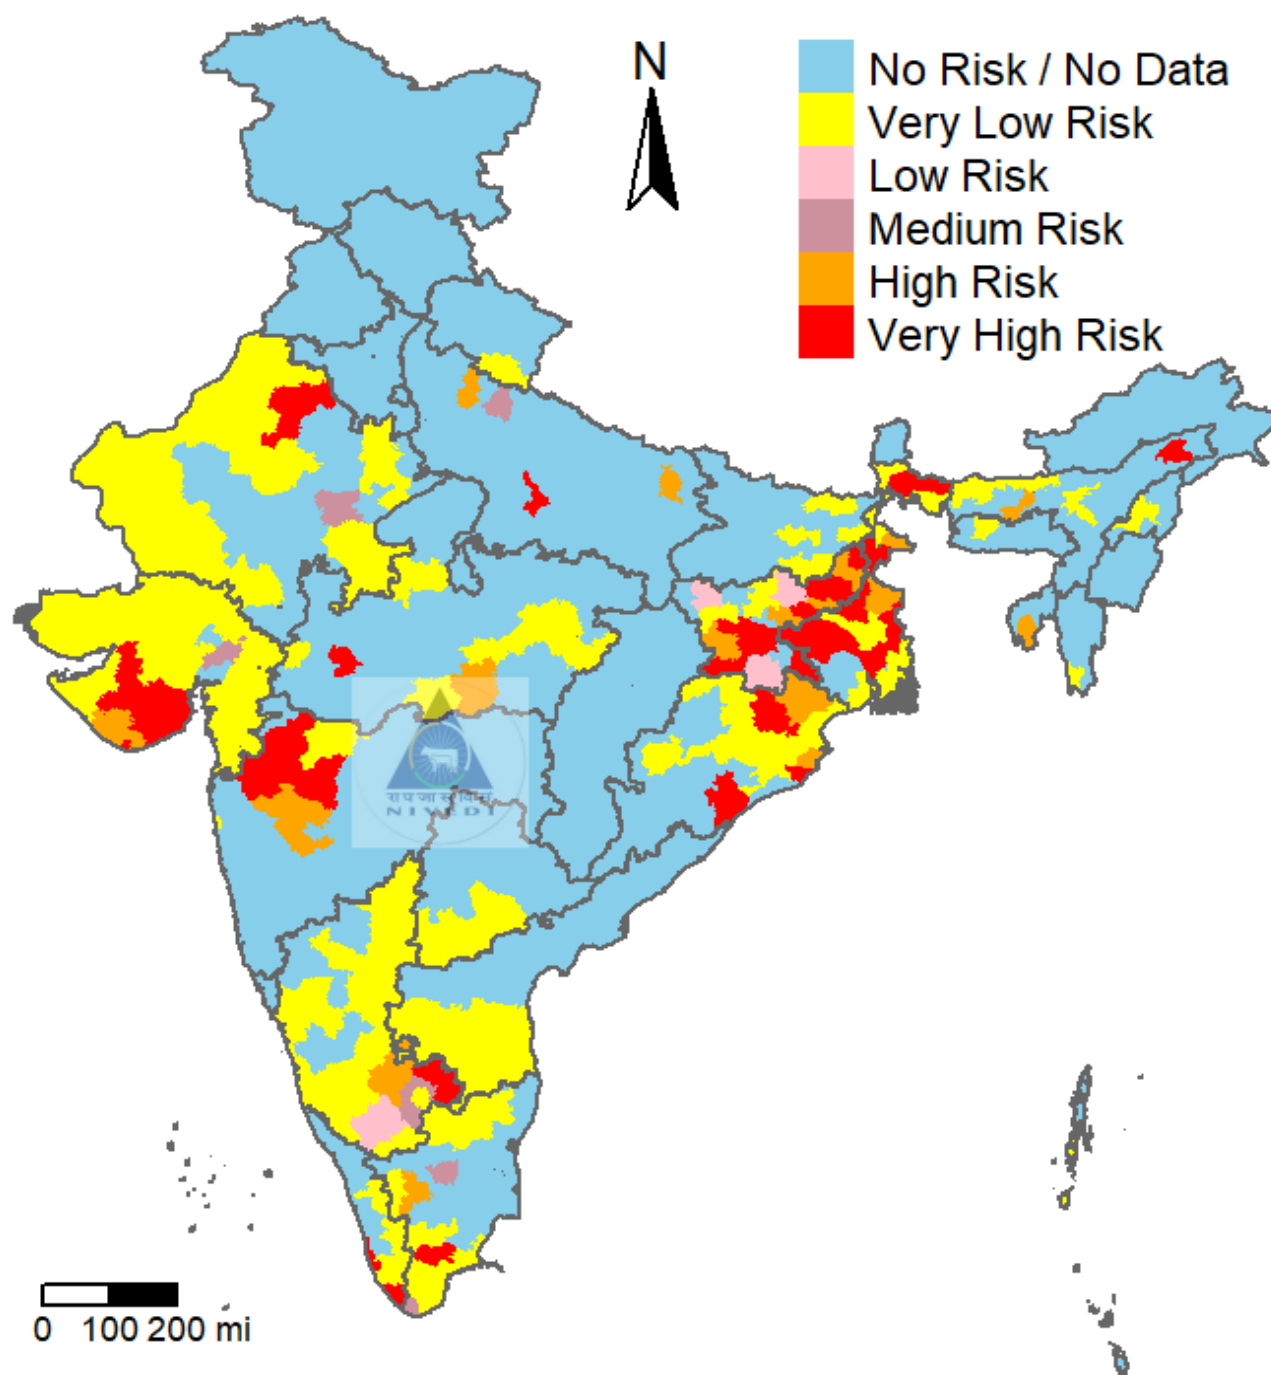 N
No Risk / No Data
Very Low Risk
Low Risk
Medium Risk
High Risk
Very High Risk
NIVEDI
0 100 200 mi